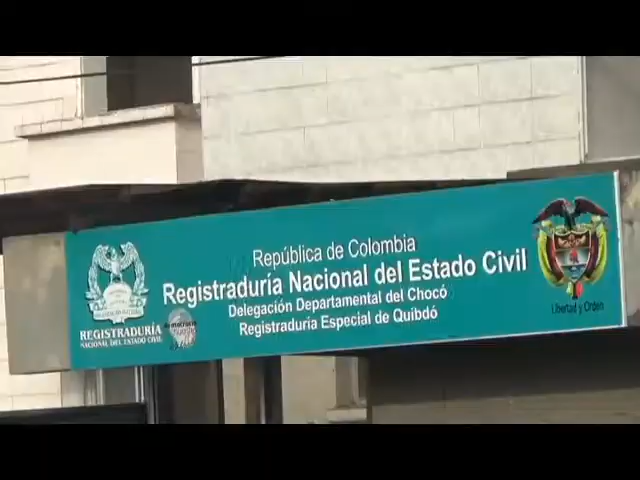 República de Colombia
Registraduría Nacional del Estado Civil
Delegación Departamental del Chocó
Registraduría Especial de Quibdó
REGISTRADURÍA
NACIONAL DEL ESTADO CIVIL
Libertad y Orden